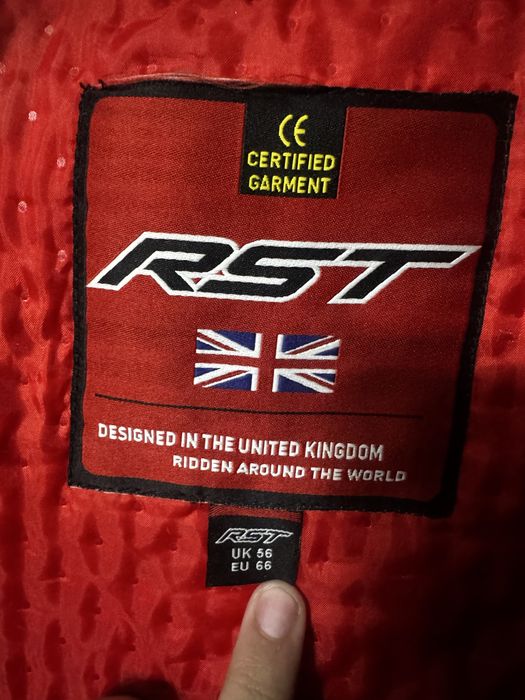 CE
CERTIFIED
GARMENT
RST
DESIGNED IN THE UNITED KINGDOM
RIDDEN AROUND THE WORLD
RST
UK 56
EU 66